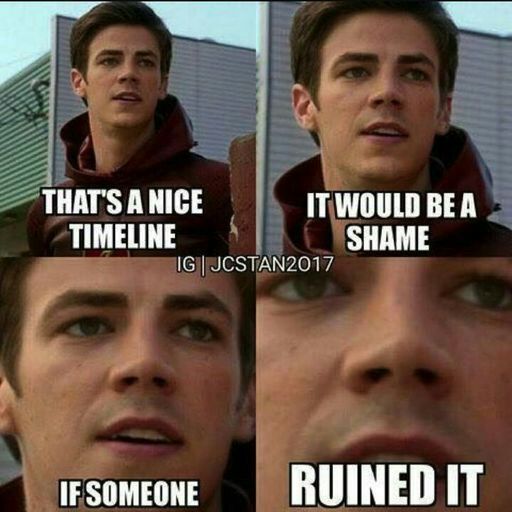 THAT'S A NICE
TIMELINE
IT WOULD BE A
SHAME
IG | JCSTAN2017
IF SOMEONE
RUINED IT